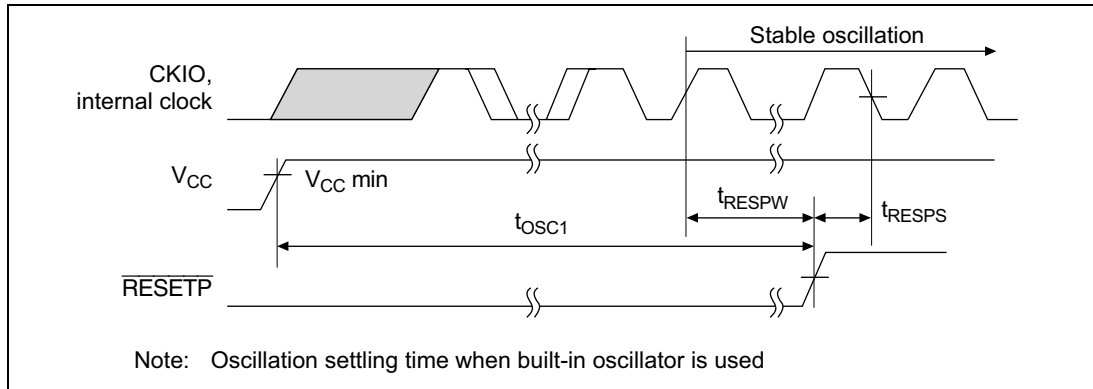 Stable oscillation
CKIO,
internal clock
VCC
VCC min
tRESPW
tRESPS
tOSC1
RESETP
Note: Oscillation settling time when built-in oscillator is used